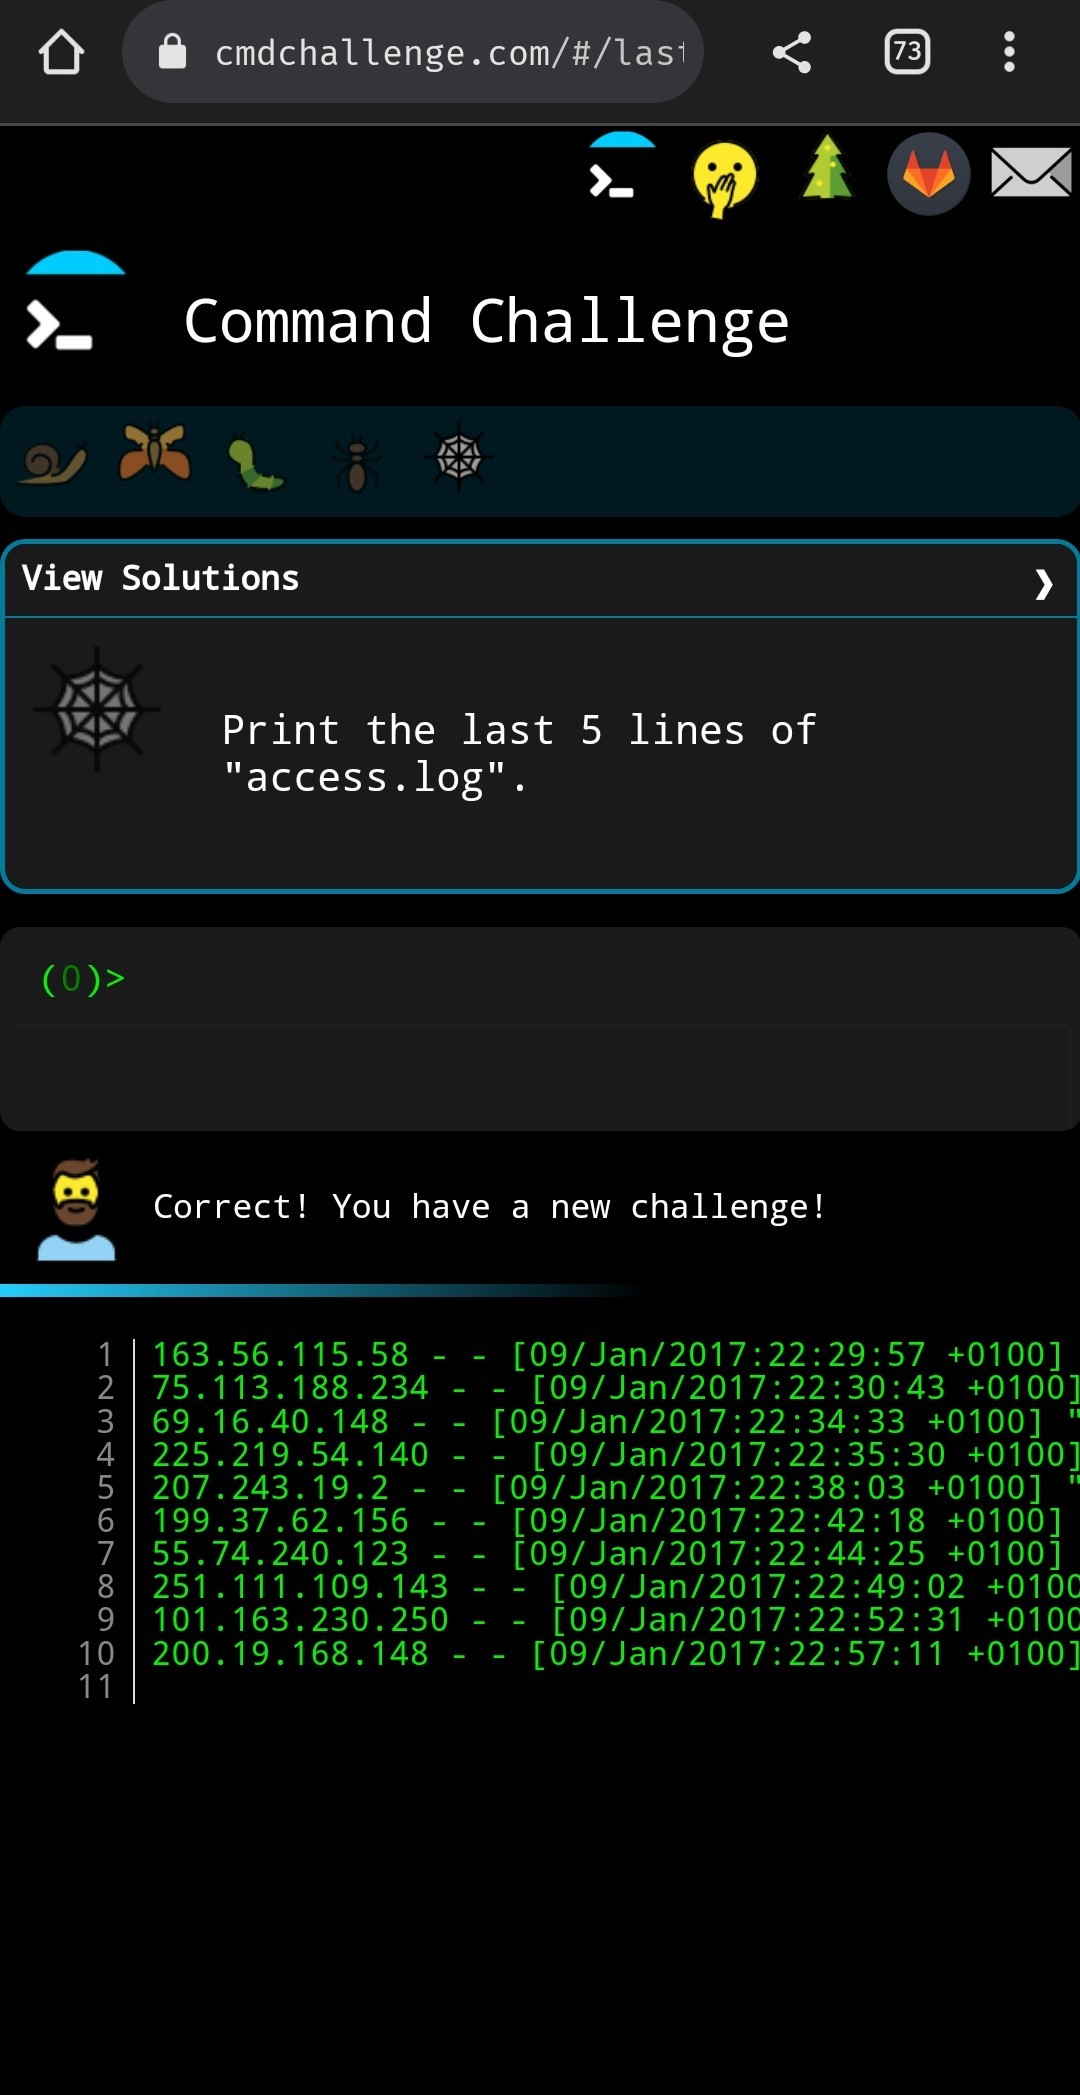 cmdchallenge.com/#/last
73
Command Challenge
View Solutions
Print the last 5 lines of
"access.log".
(0)>
Correct! You have a new challenge!
1 163.56.115.58 - - [09/Jan/2017:22:29:57 +0100]
2 75.113.188.234 - - [09/Jan/2017:22:30:43 +0100]
3 69.16.40.148 - - [09/Jan/2017:22:34:33 +0100] "
4 225.219.54.140 - - [09/Jan/2017:22:35:30 +0100]
5 207.243.19.2 - - [09/Jan/2017:22:38:03 +0100] "
6 199.37.62.156 - - [09/Jan/2017:22:42:18 +0100]
7 55.74.240.123 - - [09/Jan/2017:22:44:25 +0100]
8 251.111.109.143 - - [09/Jan/2017:22:49:02 +0100
9 101.163.230.250 - - [09/Jan/2017:22:52:31 +0100
10 200.19.168.148 - - [09/Jan/2017:22:57:11 +0100]
11